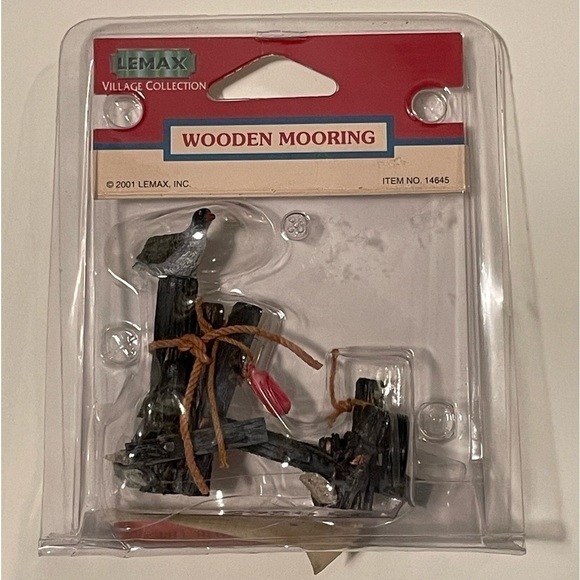 LEMAX
VILLAGE COLLECTION
WOODEN MOORING
© 2001 LEMAX, INC.
ITEM NO. 14645